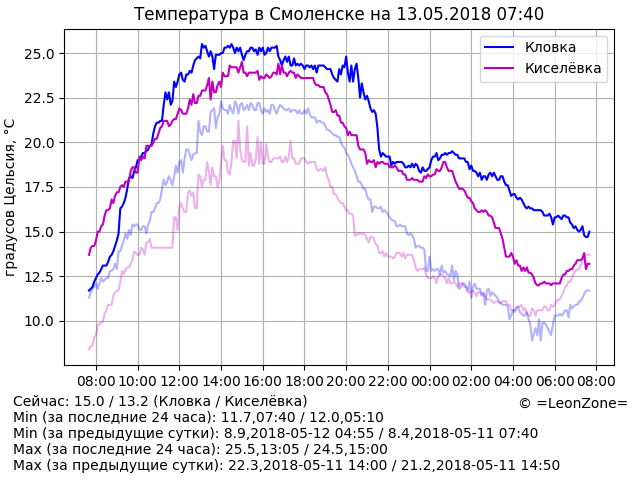 Температура в Смоленске на 13.05.2018 07:40
Кловка
Киселёвка
градусов Цельсия, °C
25.0
22.5
20.0
17.5
15.0
12.5
10.0
08:00 10:00 12:00 14:00 16:00 18:00 20:00 22:00 00:00 02:00 04:00 06:00 08:00
Сейчас: 15.0 / 13.2 (Кловка / Киселёвка)
© =LeonZone=
Min (за последние 24 часа): 11.7,07:40 / 12.0,05:10
Min (за предыдущие сутки): 8.9,2018-05-12 04:55 / 8.4,2018-05-11 07:40
Max (за последние 24 часа): 25.5,13:05 / 24.5,15:00
Max (за предыдущие сутки): 22.3,2018-05-11 14:00 / 21.2,2018-05-11 14:50